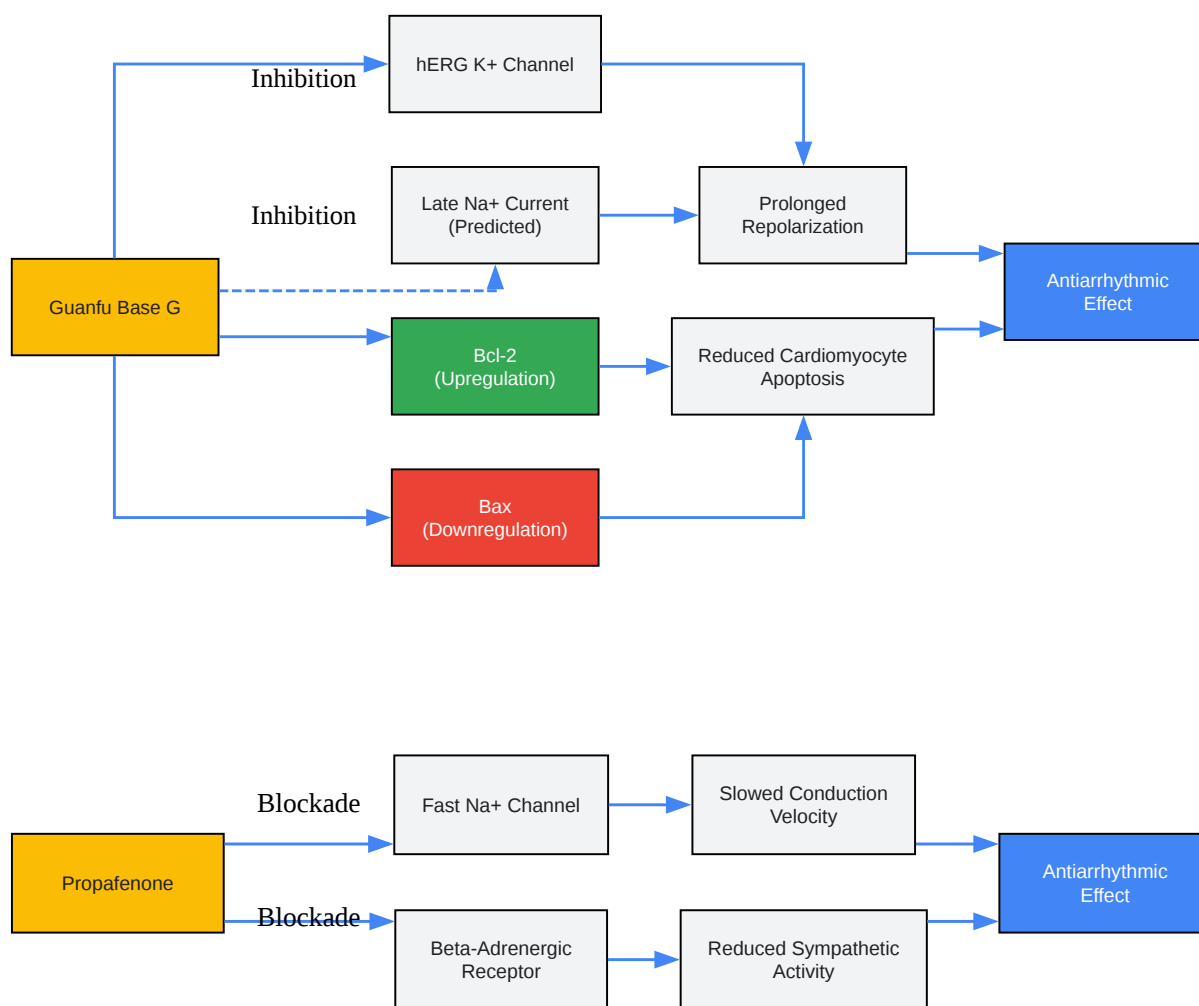 hERG K+ Channel
Inhibition
Inhibition
Late Na+ Current
(Predicted)
Prolonged
Repolarization
Guanfu Base G
Antiarrhythmic
Effect
Bcl-2
(Upregulation)
Reduced Cardiomyocyte
Apoptosis
Bax
(Downregulation)
Blockade
Fast Na+ Channel
Slowed Conduction
Velocity
Propafenone
Antiarrhythmic
Effect
Blockade
Beta-Adrenergic
Receptor
Reduced Sympathetic
Activity